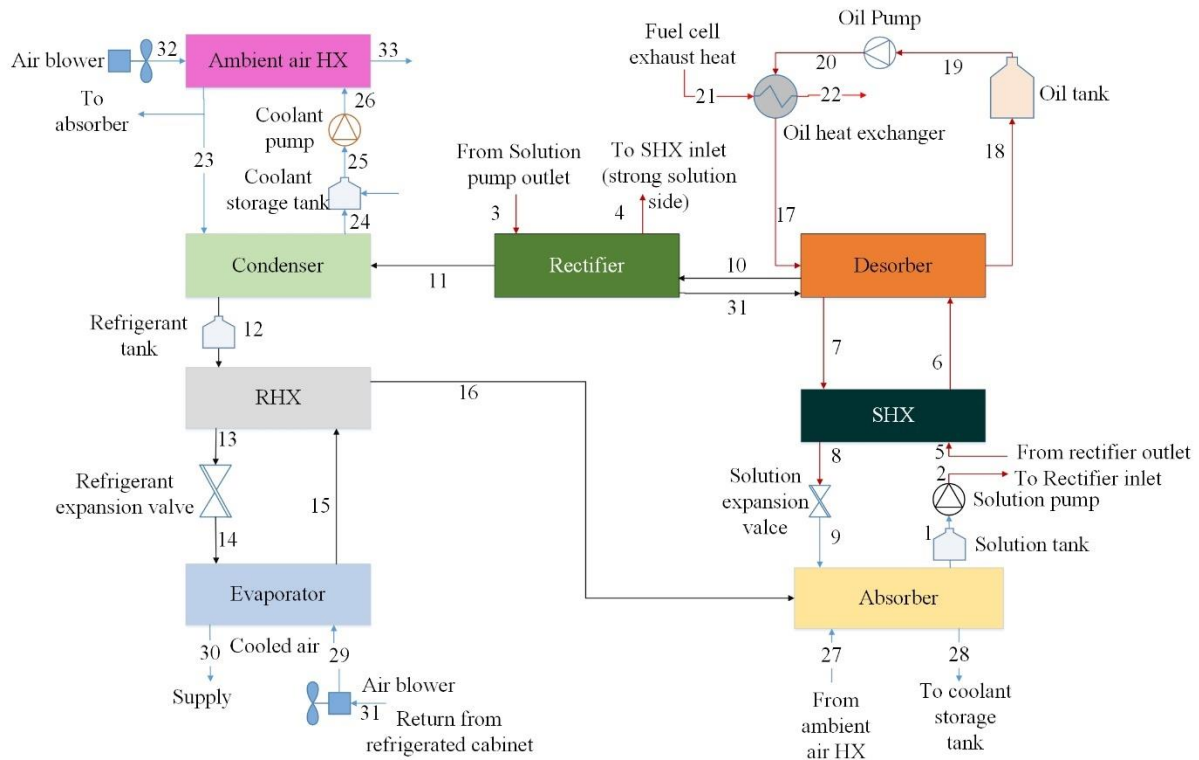 Oil Pump
Air blower
32
Ambient air HX
33
Fuel cell
exhaust heat
20
19
Oil tank
21
22
Oil heat exchanger
To
absorber
26
Coolant
pump
25
Coolant
storage tank
23
24
From Solution
pump outlet
To SHX inlet
(strong solution
side)
3
4
17
18
Condenser
11
Rectifier
10
31
Desorber
Refrigerant
tank
12
7
6
RHX
16
SHX
13
Refrigerant
expansion valve
15
14
8
Solution
expansion
valce
9
5
From rectifier outlet
2
To Rectifier inlet
Solution pump
1
Solution tank
Evaporator
Absorber
30
Cooled air
29
Supply
Air blower
31
Return from
refrigerated cabinet
27
From
ambient
air HX
28
To coolant
storage
tank